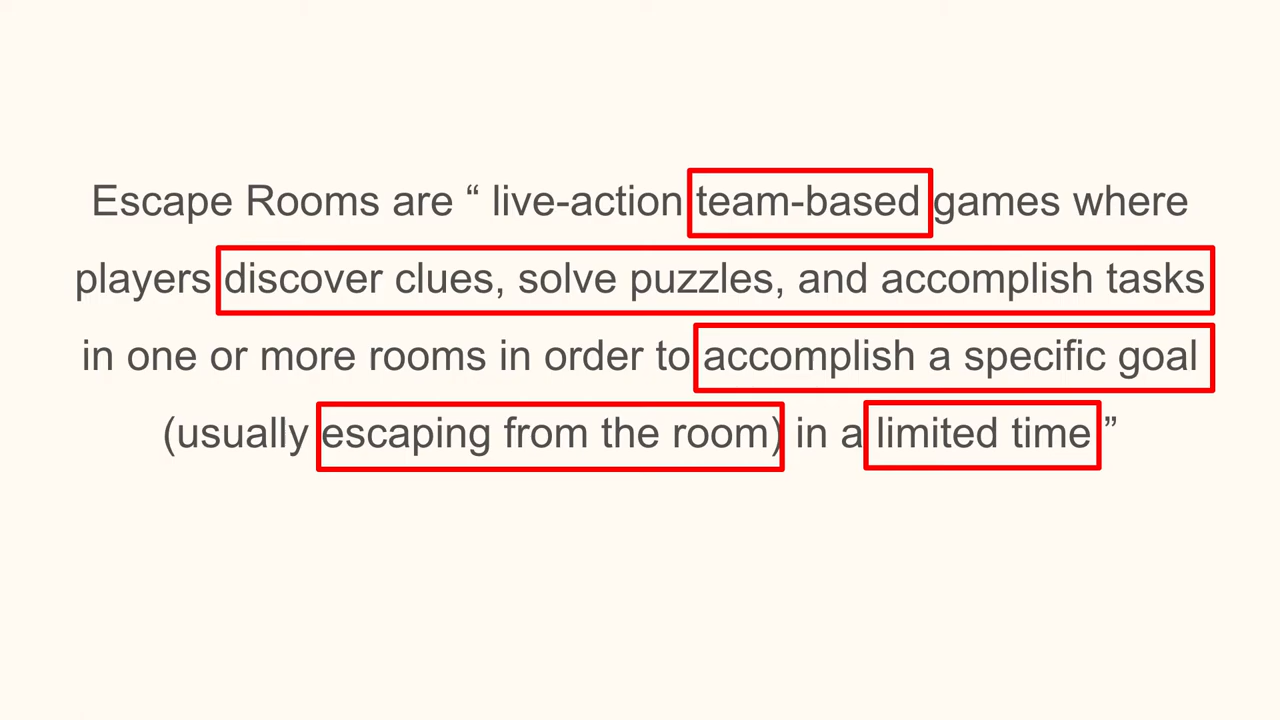 Escape Rooms are “ live-action team-based games where
players discover clues, solve puzzles, and accomplish tasks
in one or more rooms in order to accomplish a specific goal
(usually escaping from the room) in a limited time ”